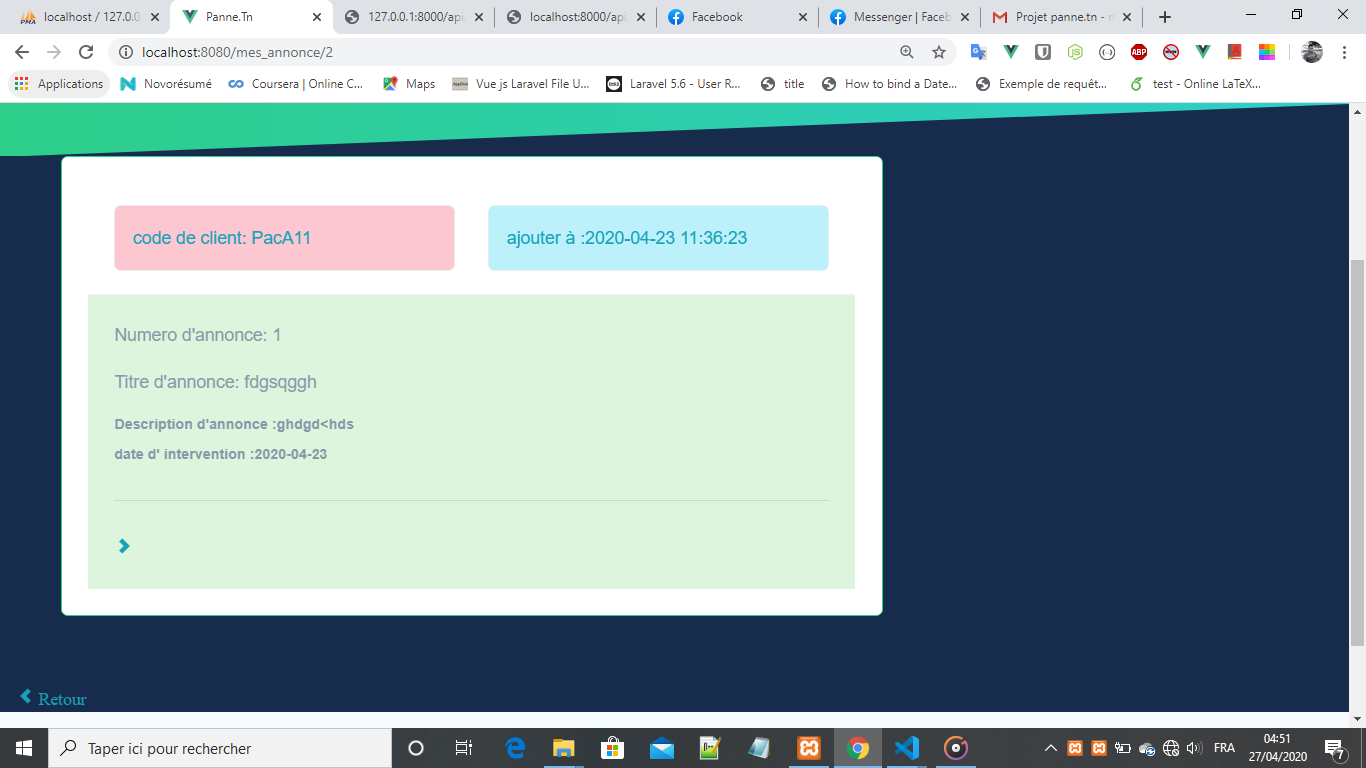 localhost / 127.0.0
Panne.Tn
127.0.0.1:8000/api
localhost:8000/api
Facebook
Messenger | Faceb
Projet panne.tn - 
localhost:8080/mes_annonce/2
Applications
Novorésumé
Coursera | Online C...
Maps
Vue js Laravel File U...
Laravel 5.6 - User R...
title
How to bind a Date...
Exemple de requêt...
test - Online LaTeX...
code de client: PacA11
ajouter à :2020-04-23 11:36:23
Numero d'annonce: 1
Titre d'annonce: fdgsqggh
Description d'annonce :ghdgd<hds
date d' intervention :2020-04-23
Retour
Taper ici pour rechercher
FRA
04:51
27/04/2020
7